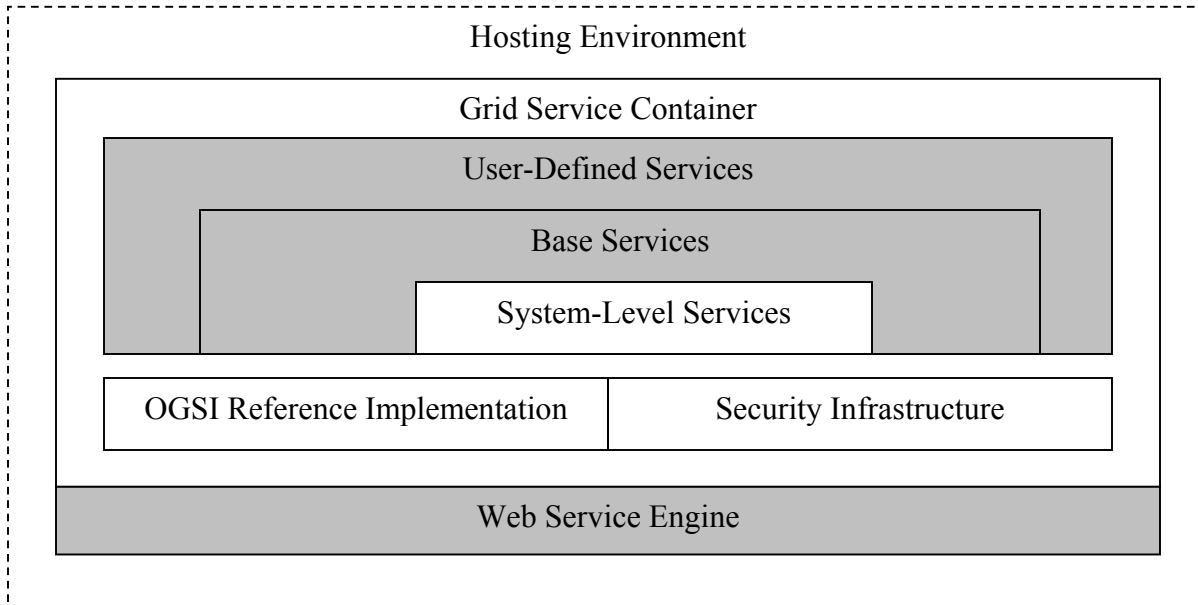 Hosting Environment
Grid Service Container
User-Defined Services
Base Services
System-Level Services
OGSI Reference Implementation
Security Infrastructure
Web Service Engine